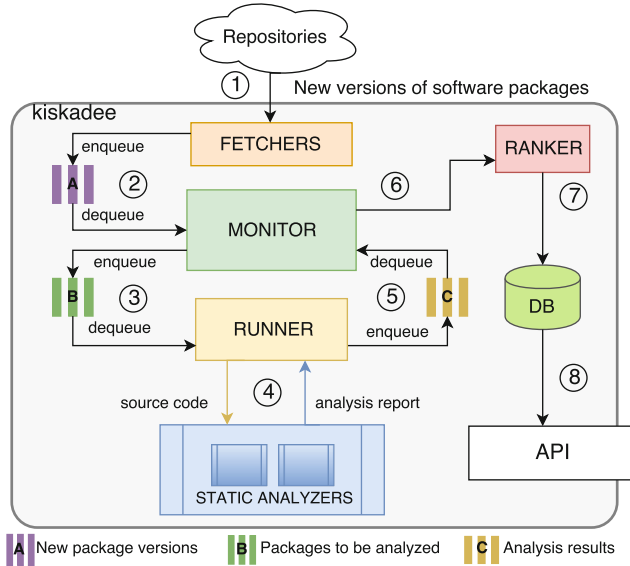 Repositories
1
New versions of software packages
kiskadee
enqueue
FETCHERS
RANKER
A
2
6
7
dequeue
MONITOR
enqueue
dequeue
B
3
5
C
DB
dequeue
RUNNER
enqueue
source code
4
analysis report
8
API
STATIC ANALYZERS
A New package versions
B Packages to be analyzed
C Analysis results